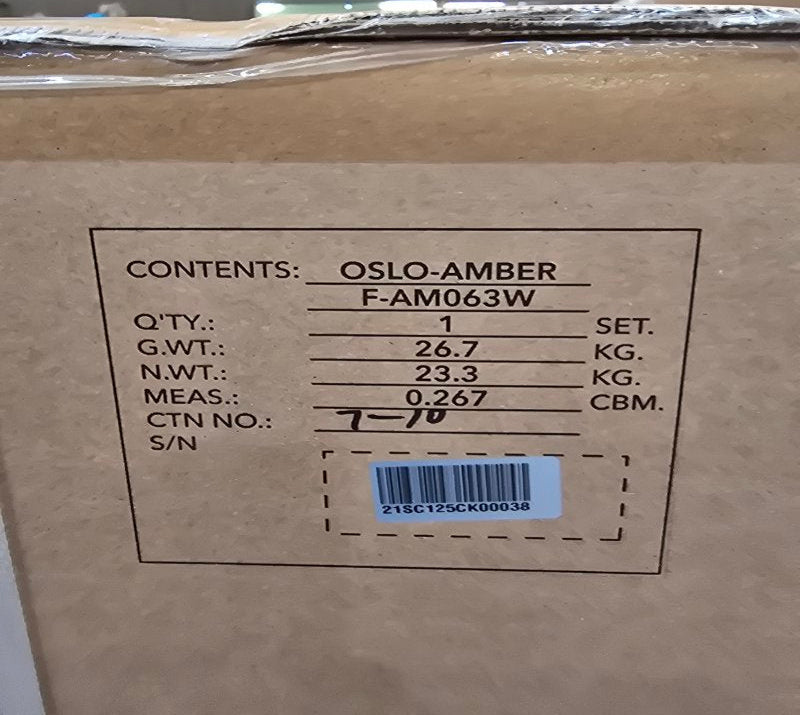 CONTENTS: OSLO-AMBER
F-AM063W
Q'TY.: 1 SET.
G.WT.: 26.7 KG.
N.WT.: 23.3 KG.
MEAS.: 0.267 CBM.
CTN NO.: 7-10
S/N
21SC125CK00038